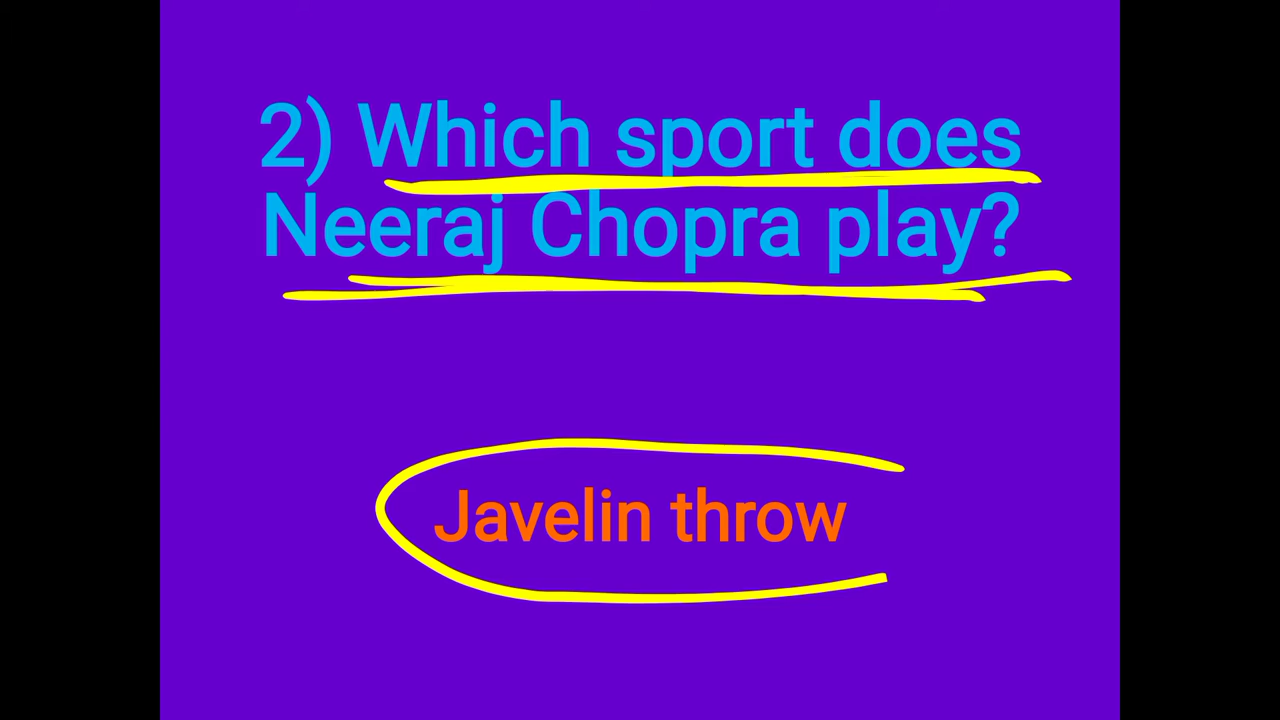 2) Which sport does
Neeraj Chopra play?
Javelin throw